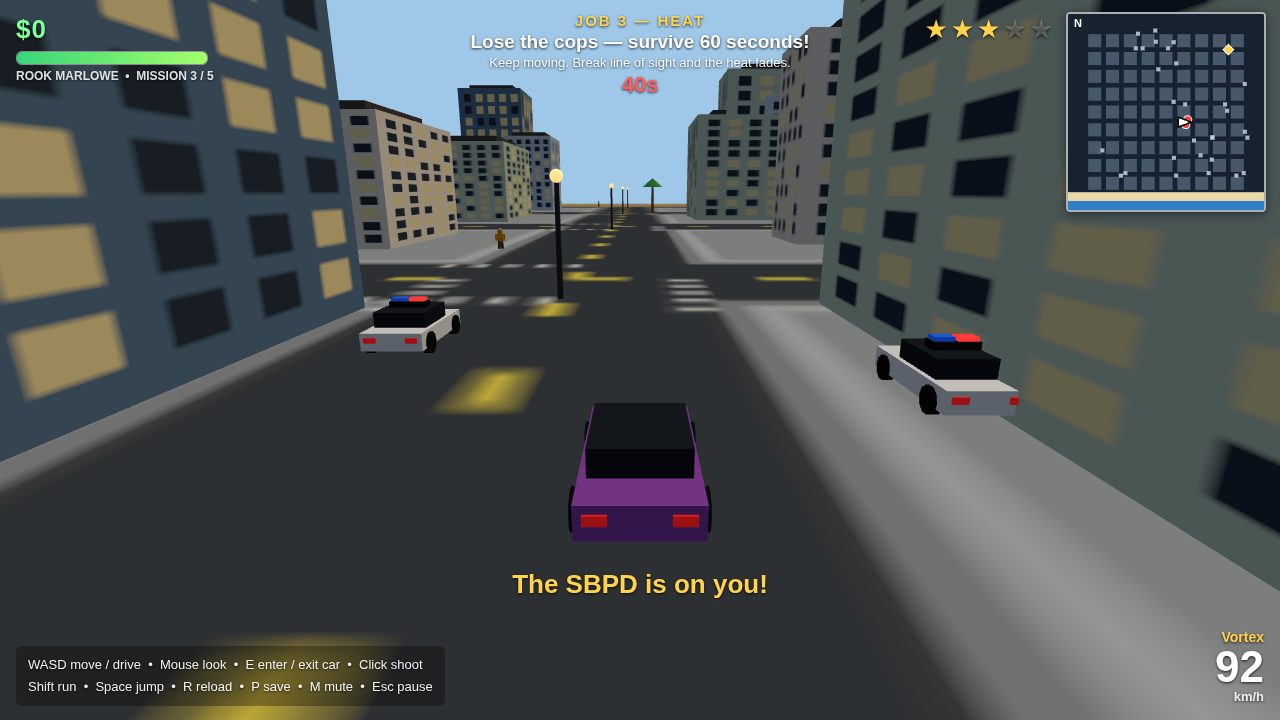 $0
ROOK MARLOWE • MISSION 3 / 5
JOB 3 — HEAT
Lose the cops — survive 60 seconds!
Keep moving. Break line of sight and the heat fades.
40s
N
The SBPD is on you!
WASD move / drive • Mouse look • E enter / exit car • Click shoot
Shift run • Space jump • R reload • P save • M mute • Esc pause
Vortex
92
km/h